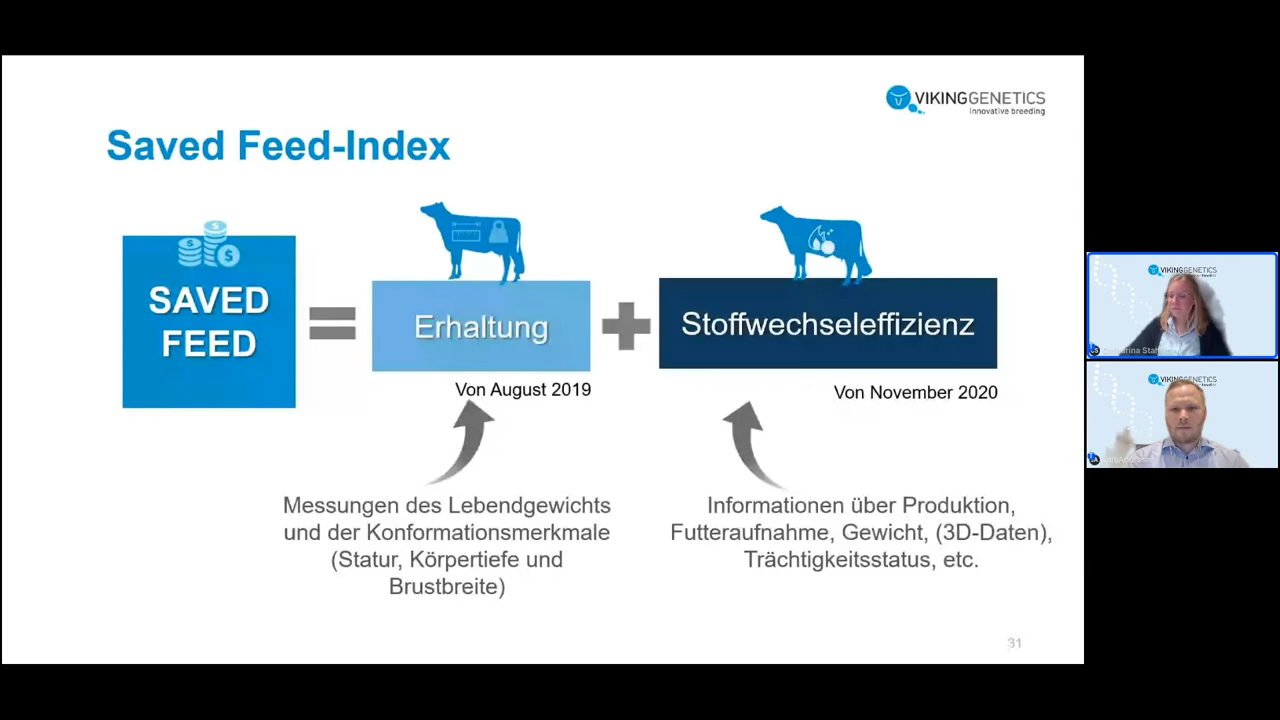 VIKINGGENETICS
innovative breeding
Saved Feed-Index
SAVED
FEED
=
Erhaltung
+
Stoffwechseleffizienz
Von August 2019
Von November 2020
Messungen des Lebendgewichts
und der Konformationsmerkmale
(Statur, Körpertiefe und
Brustbreite)
Informationen über Produktion,
Futteraufnahme, Gewicht, (3D-Daten),
Trächtigkeitsstatus, etc.
31
VIKINGGENETICS
VIKINGGENETICS